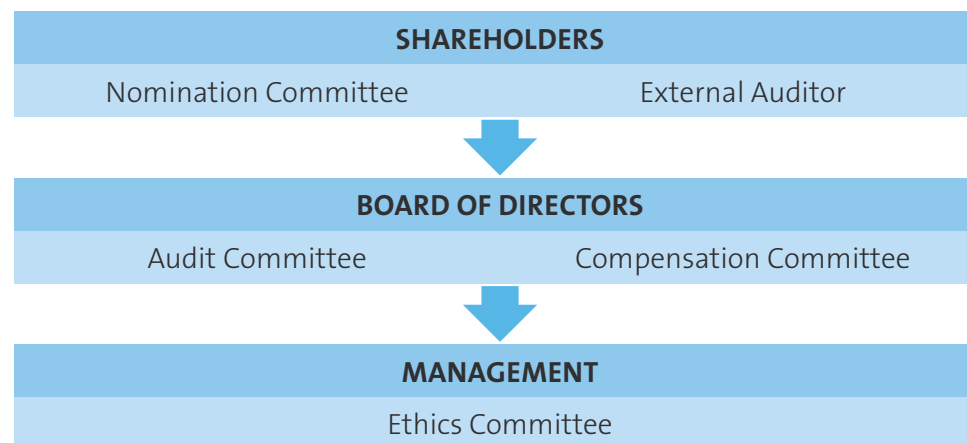 SHAREHOLDERS
Nomination Committee External Auditor
BOARD OF DIRECTORS
Audit Committee Compensation Committee
MANAGEMENT
Ethics Committee